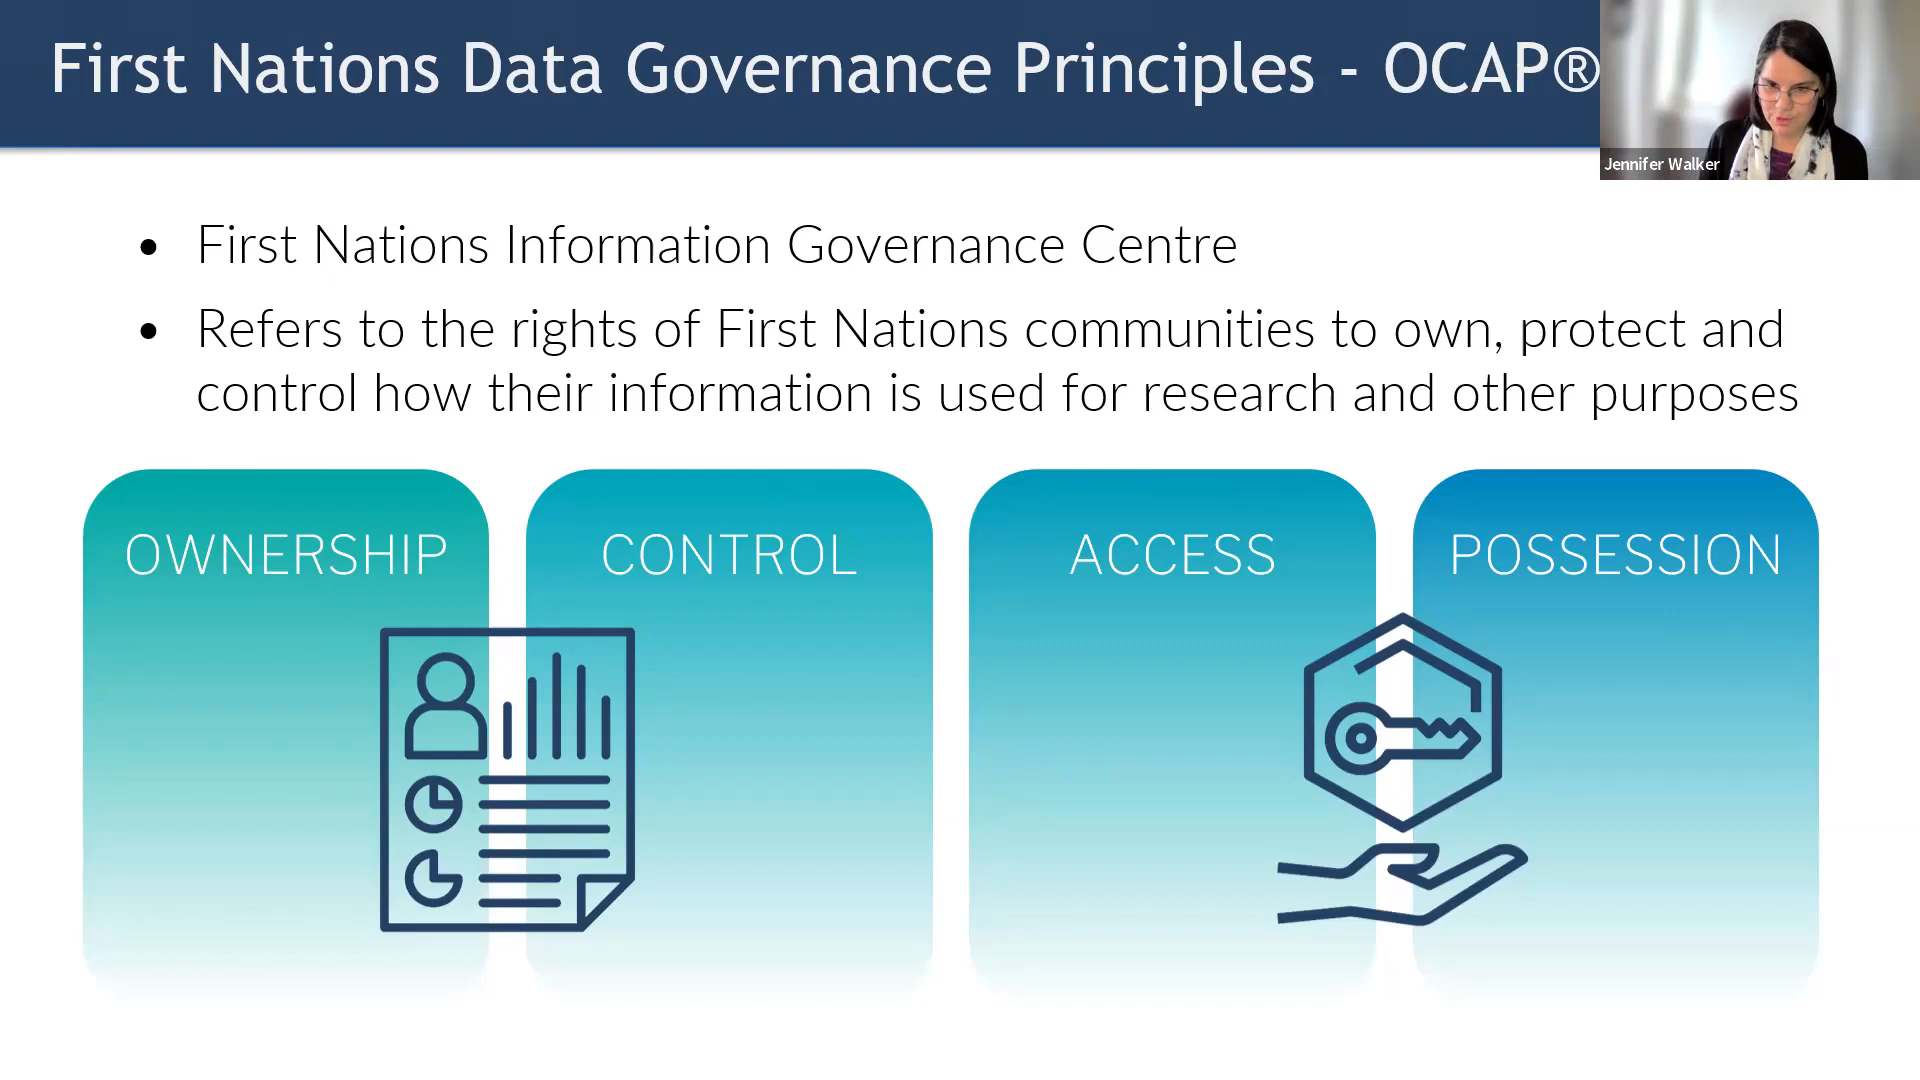 First Nations Data Governance Principles - OCAP®
Jennifer Walker
• First Nations Information Governance Centre
• Refers to the rights of First Nations communities to own, protect and
control how their information is used for research and other purposes
OWNERSHIP
CONTROL
ACCESS
POSSESSION